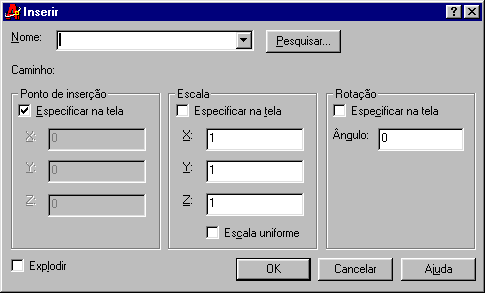 Inserir
Nome: Pesquisar...
Caminho:
Ponto de inserção Escala Rotação
Especificar na tela Especificar na tela Especificar na tela
X: 0 X: 1 Ângulo: 0
Y: 0 Y: 1
Z: 0 Z: 1
Escala uniforme
Explodir OK Cancelar Ajuda